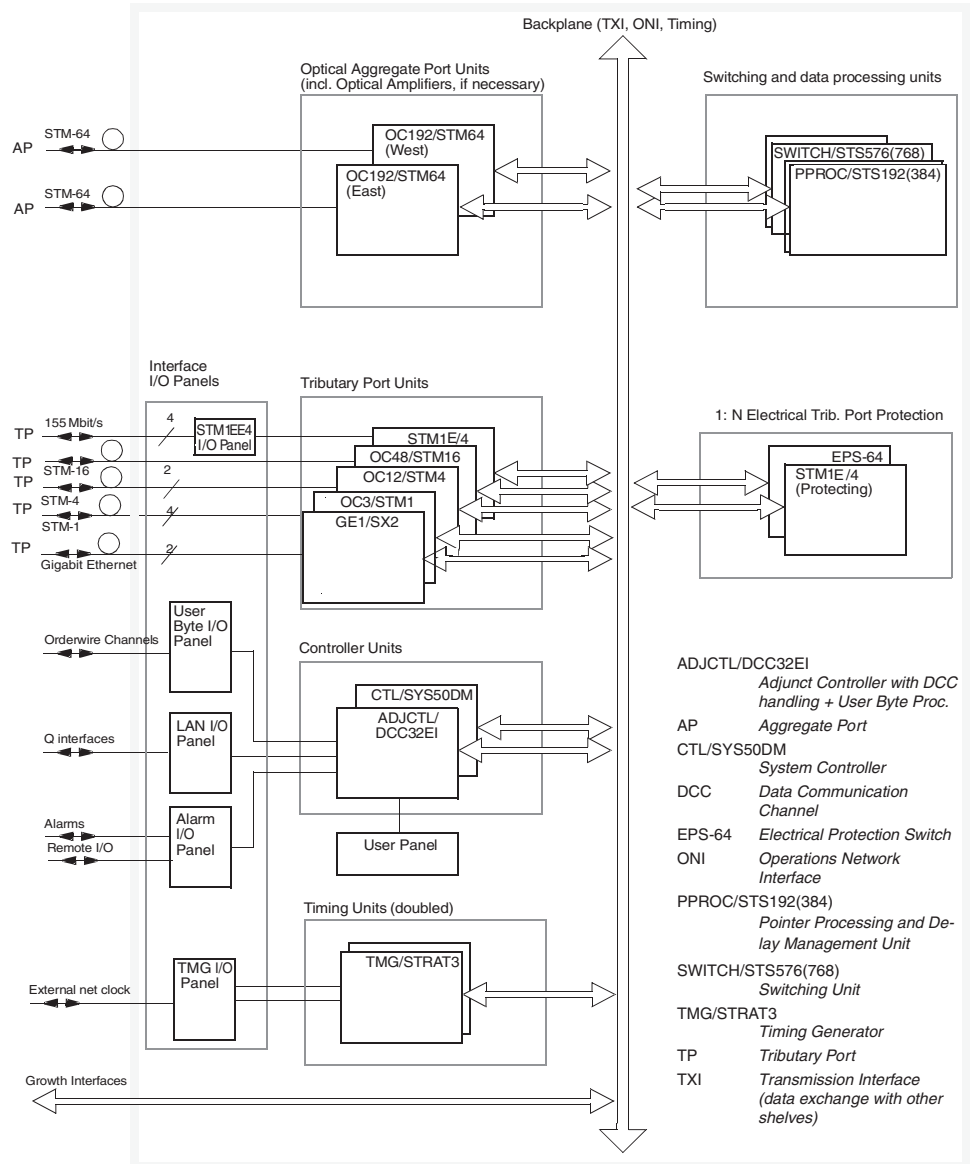 Backplane (TXI, ONI, Timing)
Optical Aggregate Port Units
(incl. Optical Amplifiers, if necessary)
Switching and data processing units
STM-64
AP
OC192/STM64
(West)
SWITCH/STS576(768)
OC192/STM64
(East)
PPROC/STS192(384)
STM-64
AP
Interface
I/O Panels
Tributary Port Units
1: N Electrical Trib. Port Protection
155 Mbit/s
TP
4
STM1EE4
I/O Panel
STM1E/4
TP
OC48/STM16
EPS-64
STM-16
TP
2
OC12/STM4
STM1E/4
(Protecting)
STM-4
TP
4
OC3/STM1
STM-1
GE1/SX2
TP
2
Gigabit Ethernet
User
Byte I/O
Panel
Orderwire Channels
Controller Units
CTL/SYS50DM
ADJCTL/
DCC32EI
LAN I/O
Panel
Q interfaces
Alarm
I/O
Panel
Alarms
Remote I/O
User Panel
Timing Units (doubled)
TMG I/O
Panel
TMG/STRAT3
External net clock
Growth Interfaces
ADJCTL/DCC32EI
Adjunct Controller with DCC
handling + User Byte Proc.
AP Aggregate Port
CTL/SYS50DM
System Controller
DCC Data Communication
Channel
EPS-64 Electrical Protection Switch
ONI Operations Network
Interface
PPROC/STS192(384)
Pointer Processing and De-
lay Management Unit
SWITCH/STS576(768)
Switching Unit
TMG/STRAT3
Timing Generator
TP Tributary Port
TXI Transmission Interface
(data exchange with other
shelves)